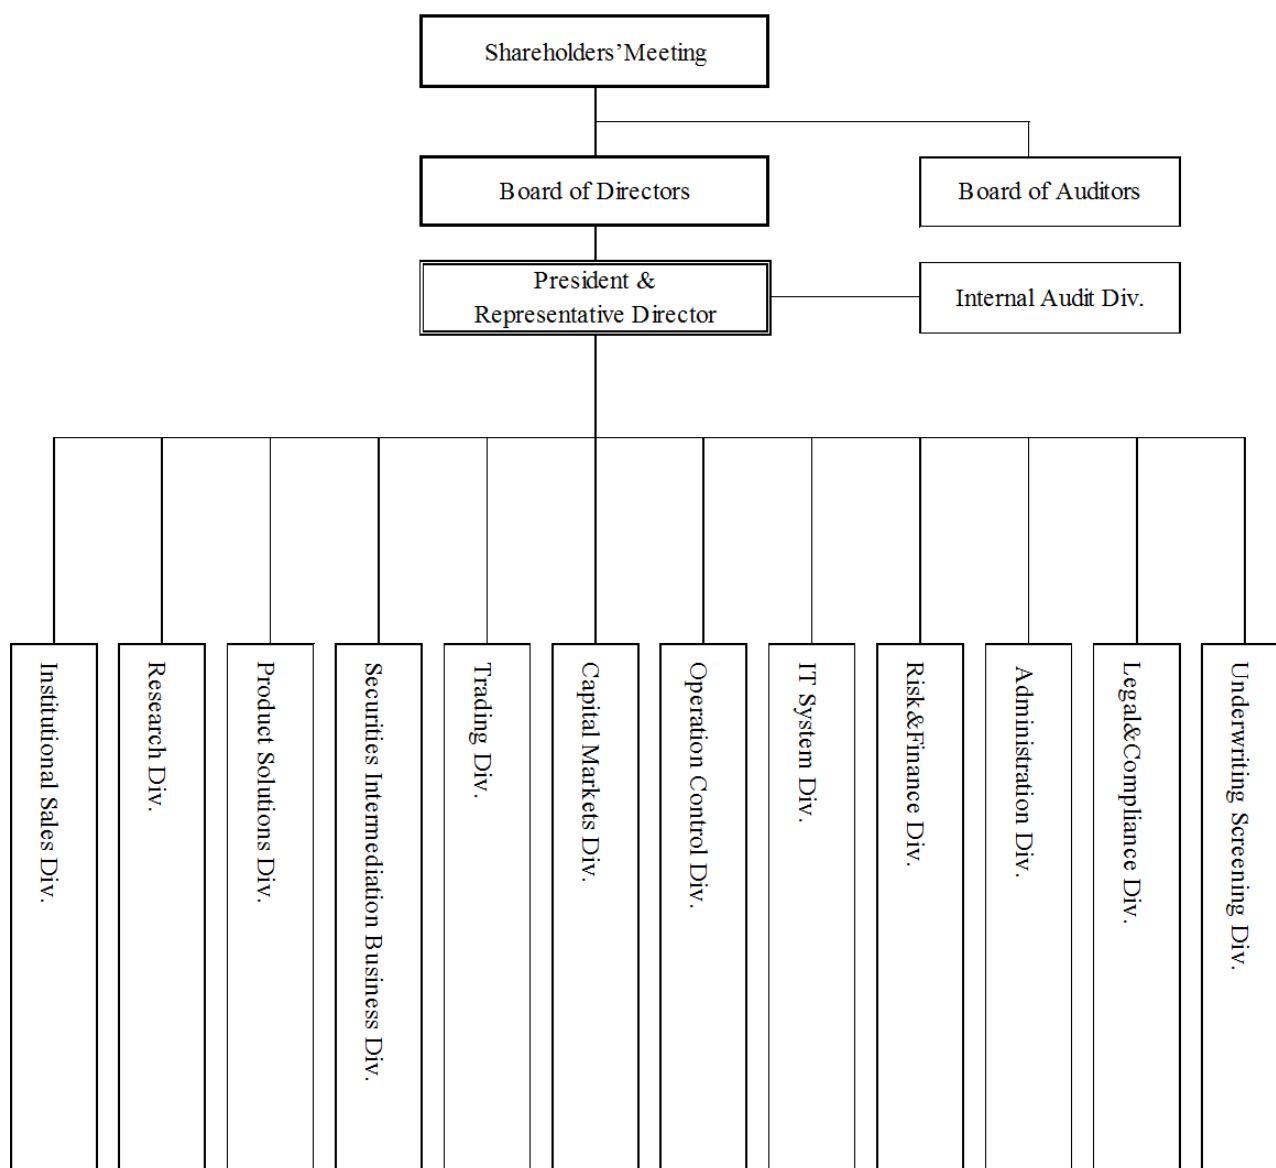 Shareholders’Meeting
Board of Directors
Board of Auditors
President &
Representative Director
Internal Audit Div.
Institutional Sales Div.
Research Div.
Product Solutions Div.
Securities Intermediation Business Div.
Trading Div.
Capital Markets Div.
Operation Control Div.
IT System Div.
Risk&Finance Div.
Administration Div.
Legal&Compliance Div.
Underwriting Screening Div.